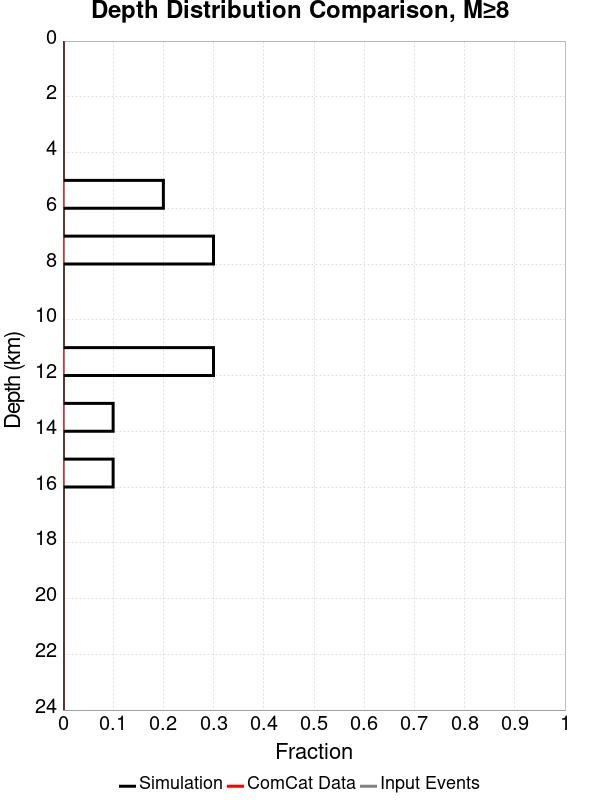 Depth Distribution Comparison, M≥8
0
2
4
6
8
10
12
14
16
18
20
22
24
Depth (km)
0 0.1 0.2 0.3 0.4 0.5 0.6 0.7 0.8 0.9 1
Fraction
Simulation ComCat Data Input Events